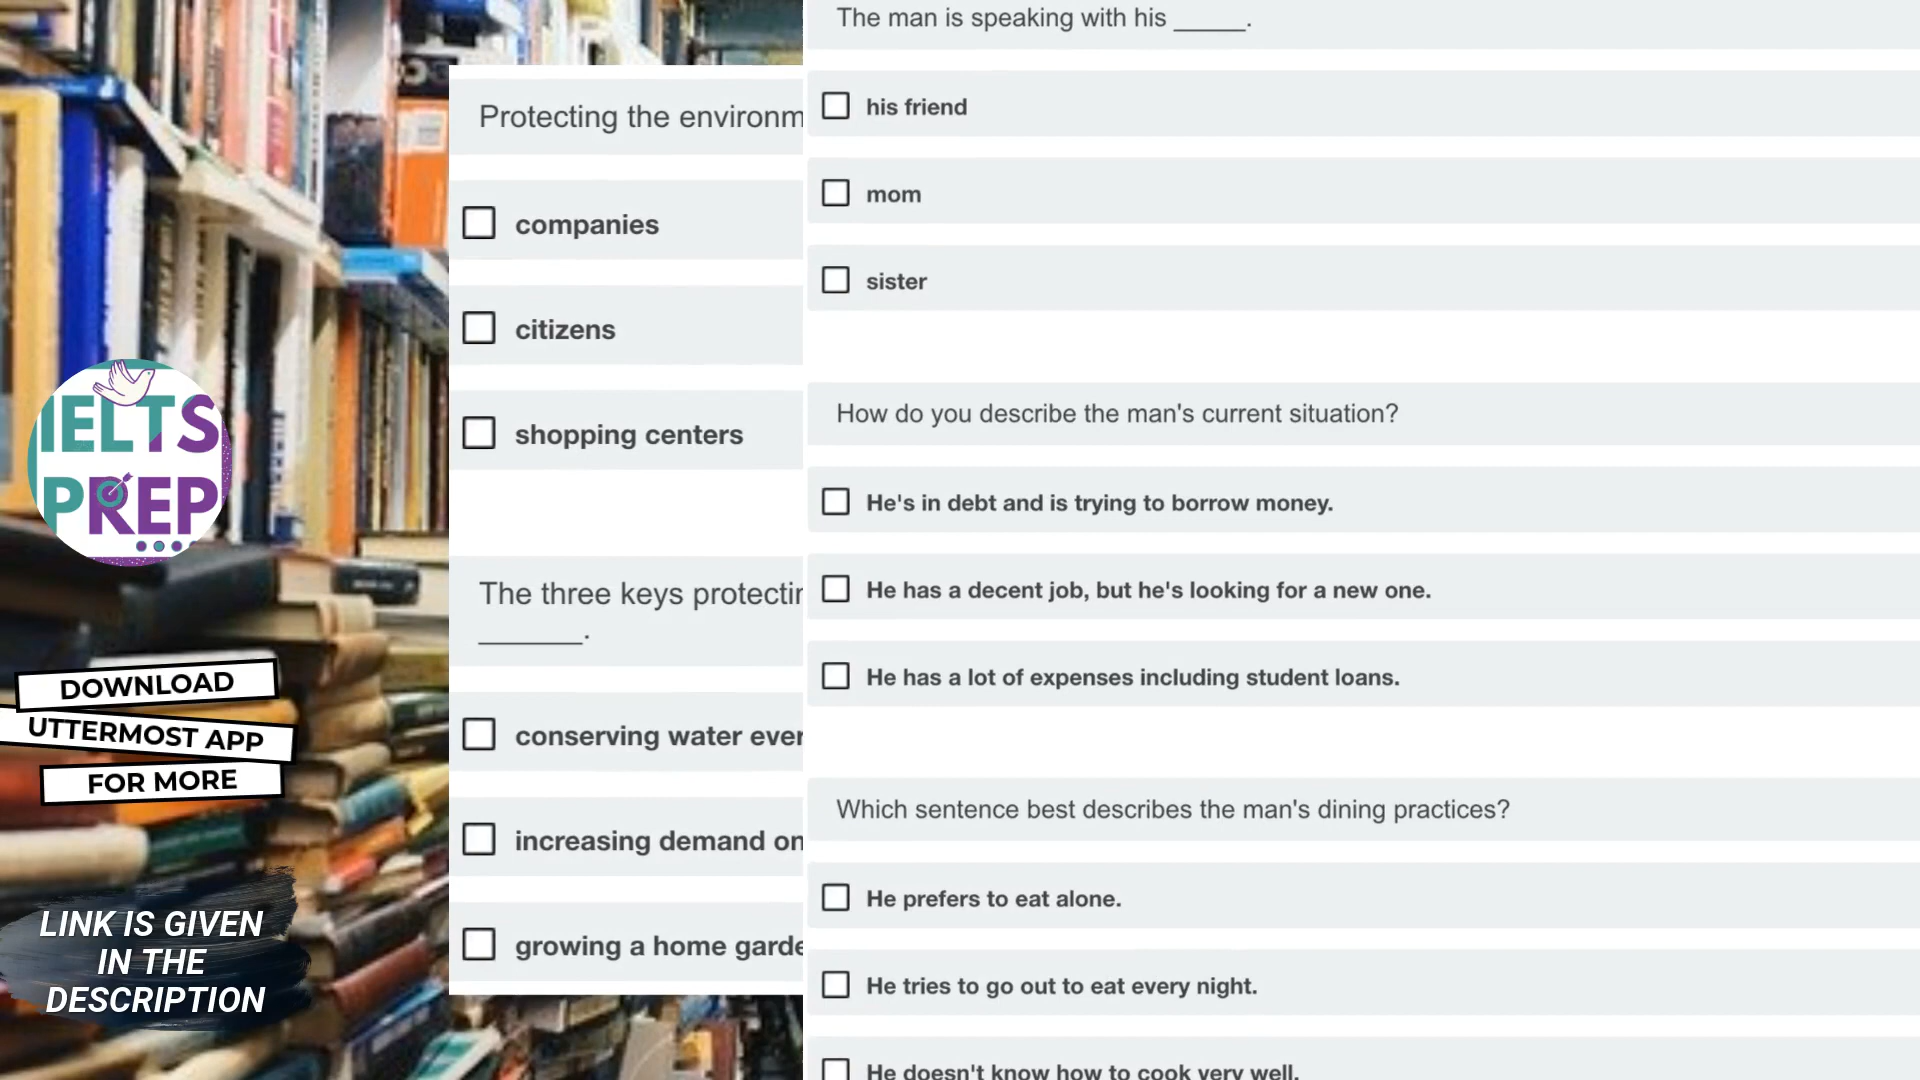 The man is speaking with his ______.
his friend
mom
sister
How do you describe the man's current situation?
He's in debt and is trying to borrow money.
He has a decent job, but he's looking for a new one.
He has a lot of expenses including student loans.
Which sentence best describes the man's dining practices?
He prefers to eat alone.
He tries to go out to eat every night.
He doesn't know how to cook very well.
Protecting the environm
companies
citizens
shopping centers
The three keys protectin
_______.
conserving water ever
increasing demand on
growing a home garde
IELTS
PREP
DOWNLOAD
UTTERMOST APP
FOR MORE
LINK IS GIVEN
IN THE
DESCRIPTION